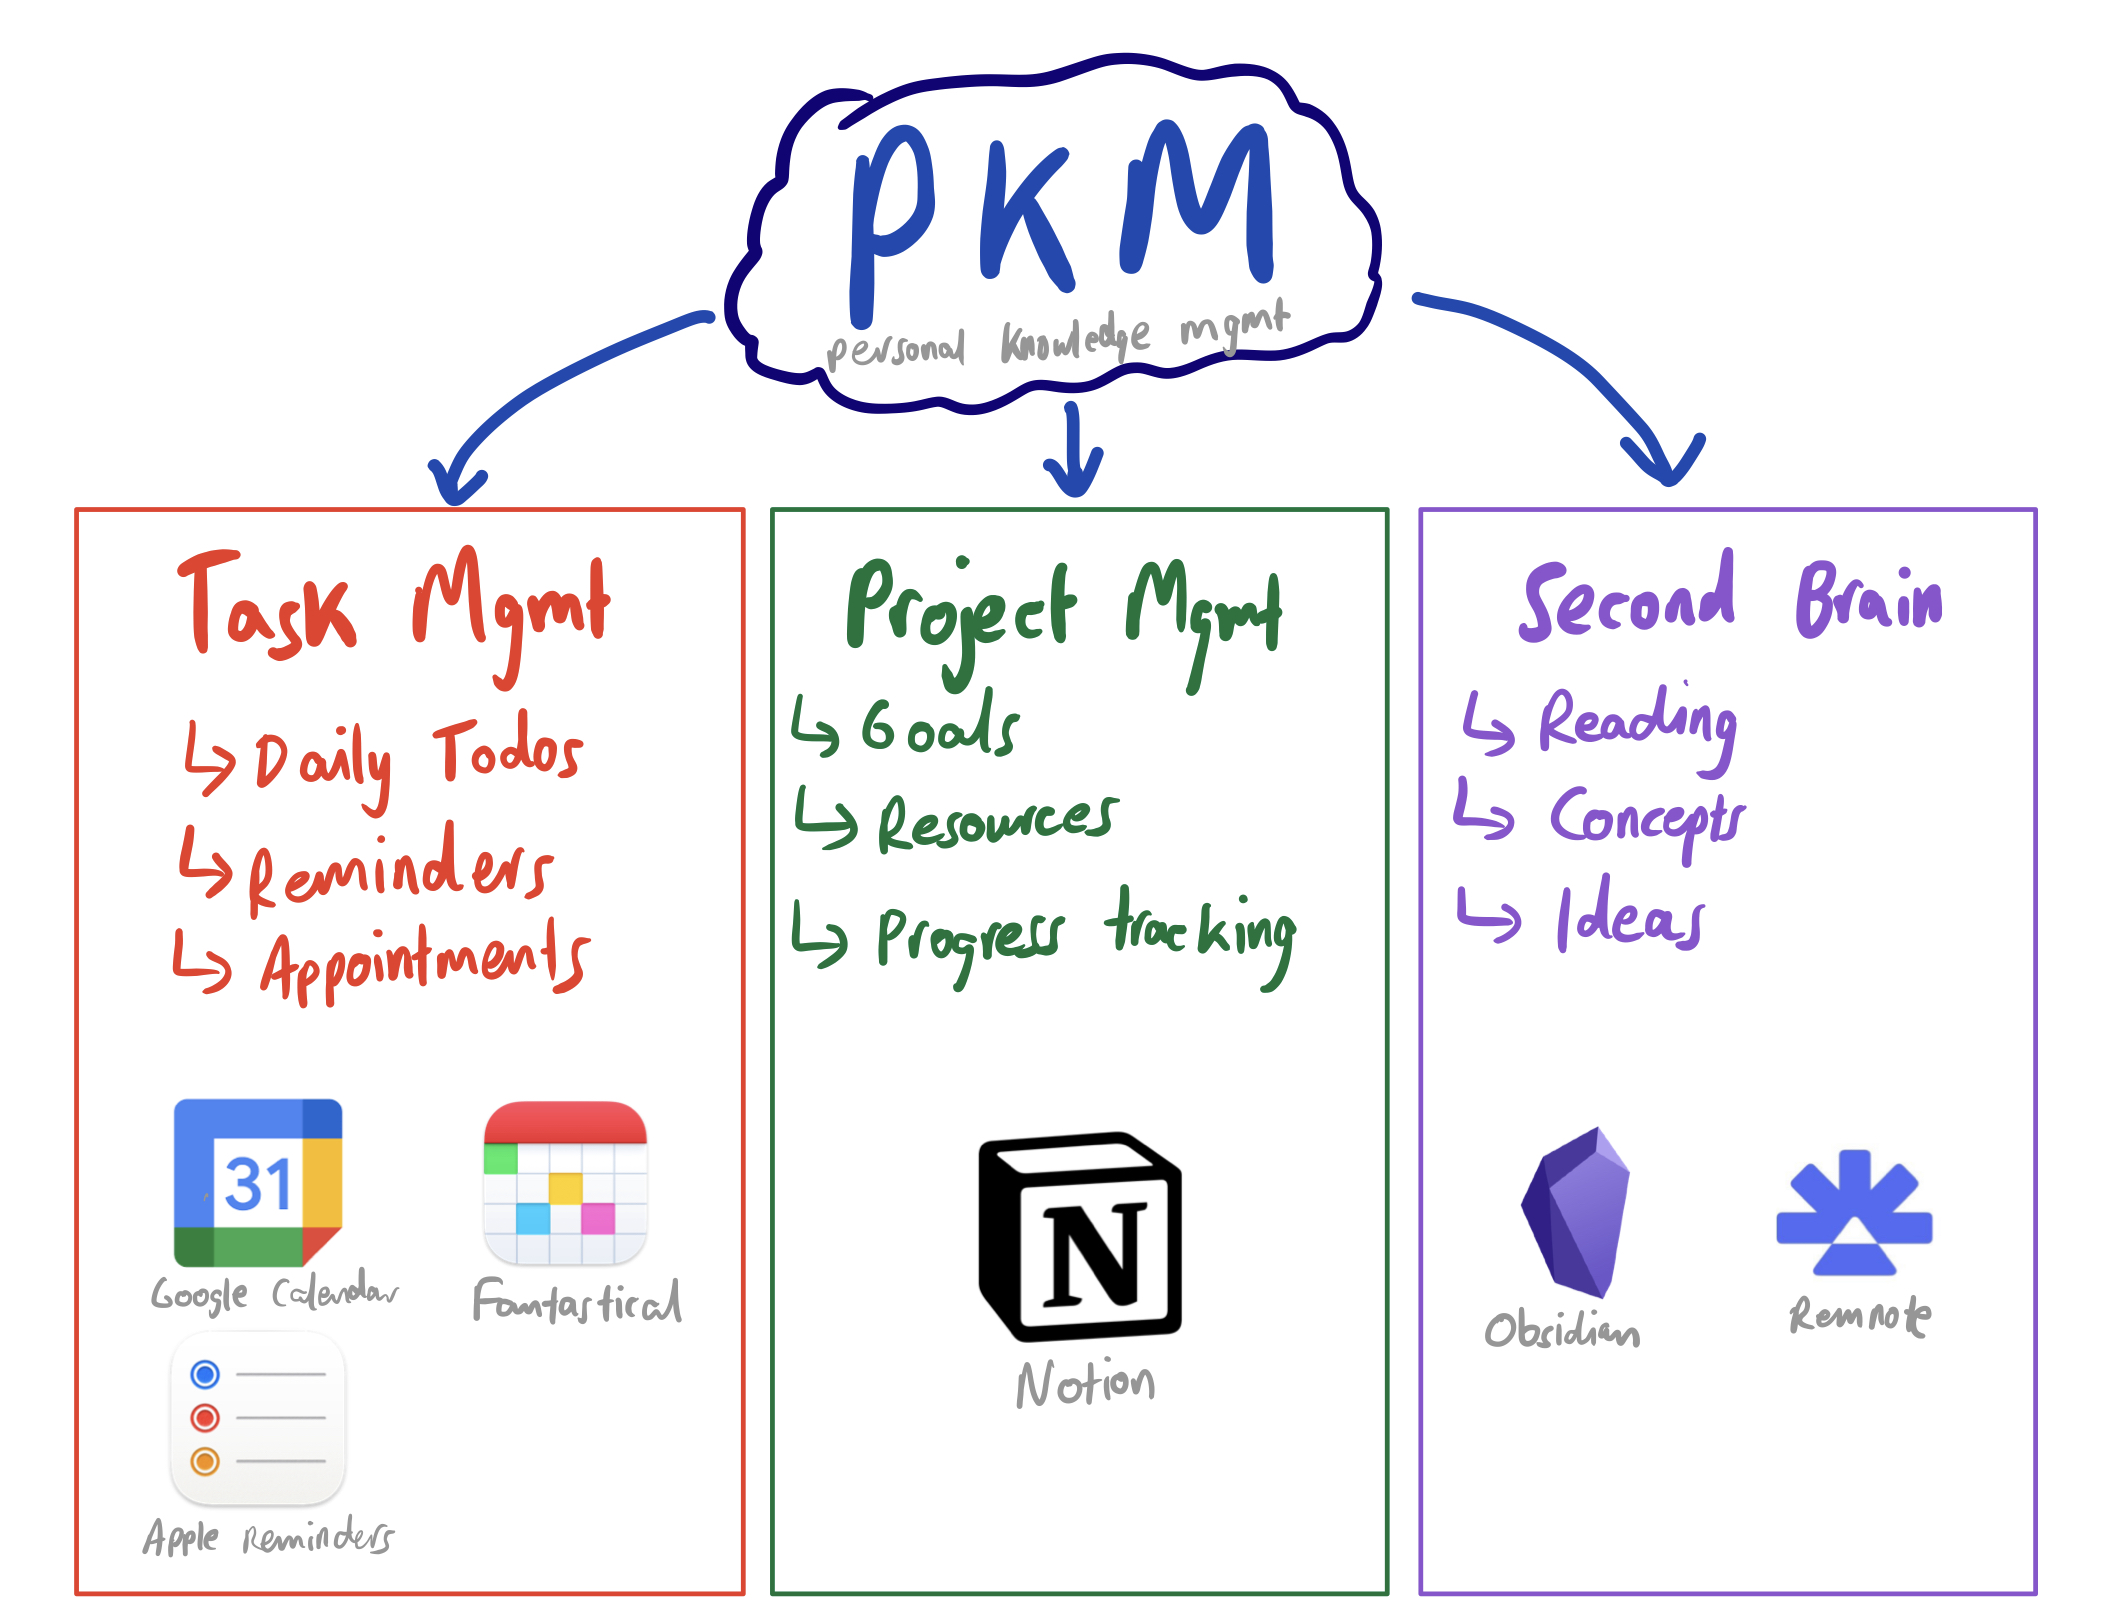 PKM
personal knowledge mgmt
Task Mgmt
Daily Todos
Reminders
Appointments
31
Google Calendar
Fantastical
Apple reminders
Project Mgmt
Goals
Resources
Progress tracking
N
Notion
Second Brain
Reading
Concepts
Ideas
Obsidian
Remnote